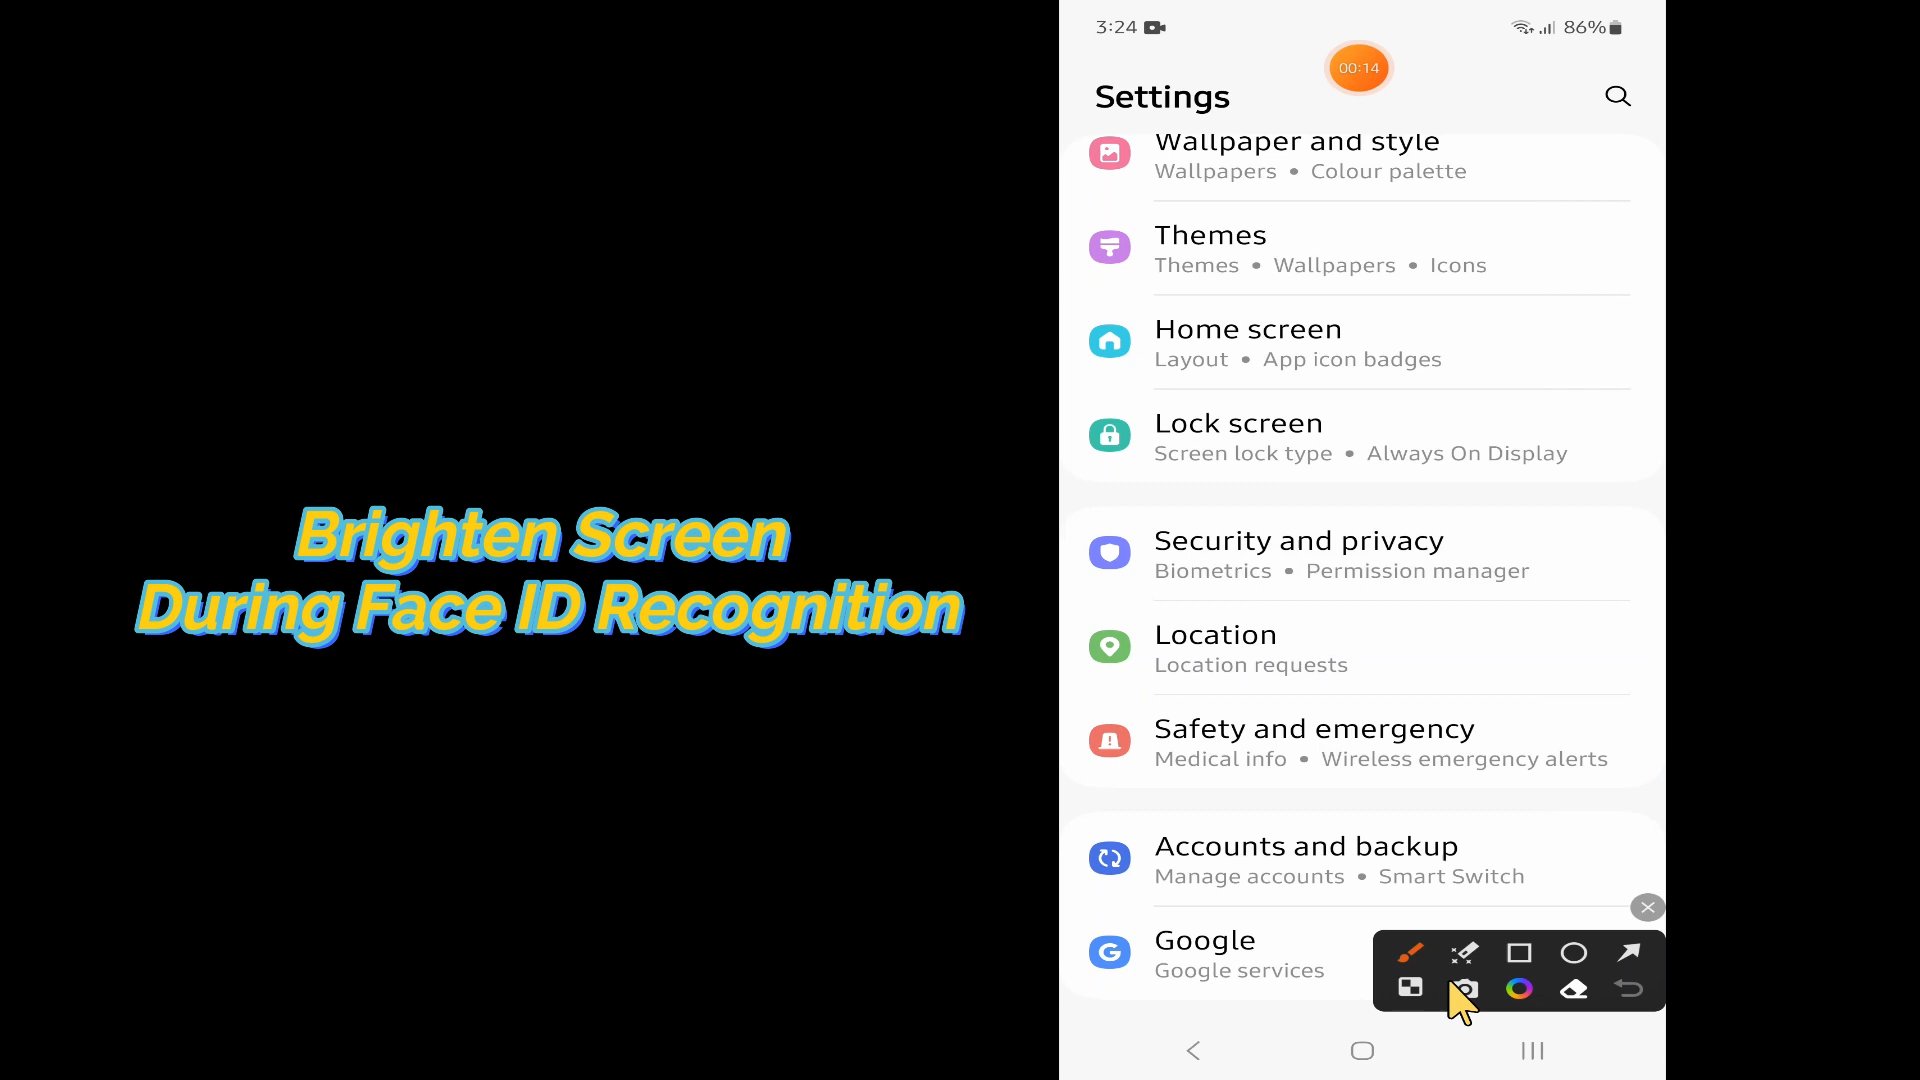 Brighten Screen
During Face ID Recognition
3:24
86%
00:14
Settings
Wallpaper and style
Wallpapers • Colour palette
Themes
Themes • Wallpapers • Icons
Home screen
Layout • App icon badges
Lock screen
Screen lock type • Always On Display
Security and privacy
Biometrics • Permission manager
Location
Location requests
Safety and emergency
Medical info • Wireless emergency alerts
Accounts and backup
Manage accounts • Smart Switch
Google
Google services